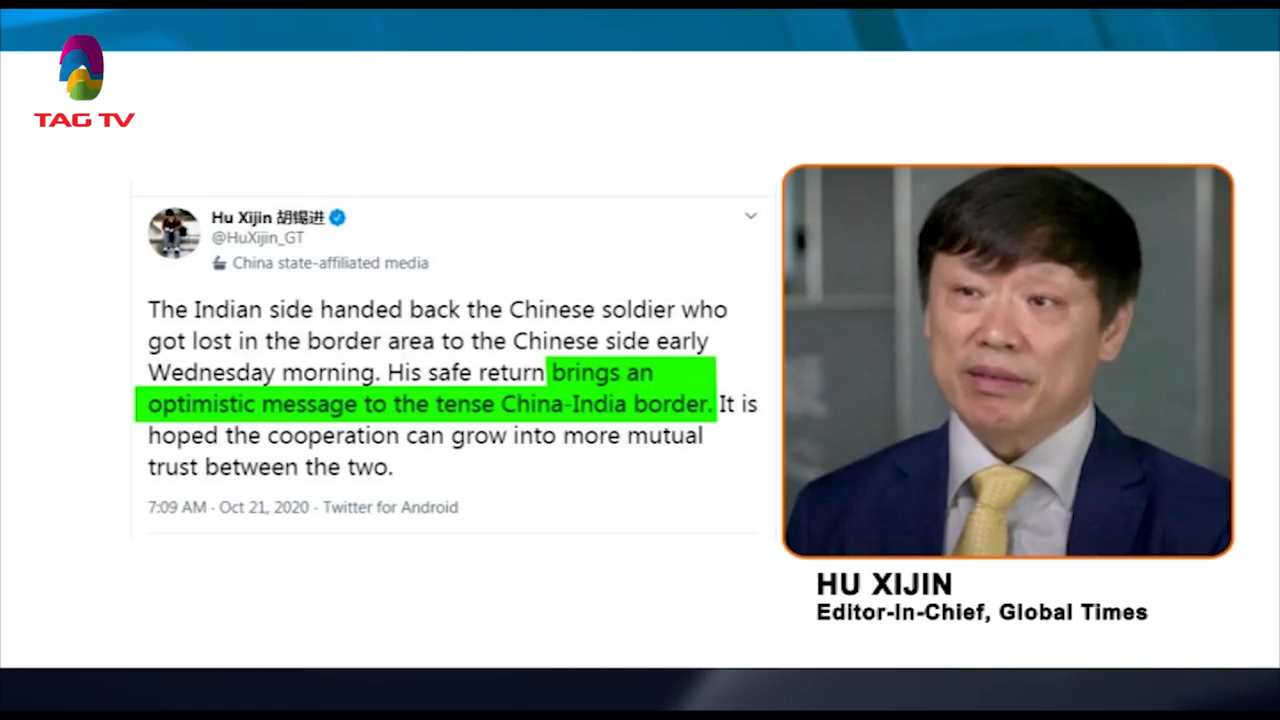 TAG TV
Hu Xijin 胡锡进
@HuXijin_GT
China state-affiliated media
The Indian side handed back the Chinese soldier who
got lost in the border area to the Chinese side early
Wednesday morning. His safe return brings an
optimistic message to the tense China-India border. It is
hoped the cooperation can grow into more mutual
trust between the two.
7:09 AM · Oct 21, 2020 · Twitter for Android
HU XIJIN
Editor-In-Chief, Global Times